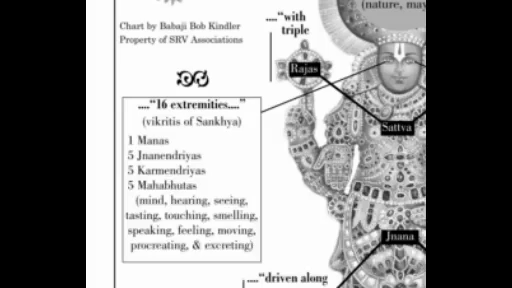 (nature, may
...."with
triple
Chart by Babaji Bob Kindler
Property of SRV Associations
Rajas
...."16 extremities...."
(vikritis of Sankhya)
1 Manas
5 Jnanendriyas
5 Karmendriyas
5 Mahabhutas
(mind, hearing, seeing,
tasting, touching, smelling,
speaking, feeling, moving,
procreating, & excreting)
Sattva
Jnana
...."driven along